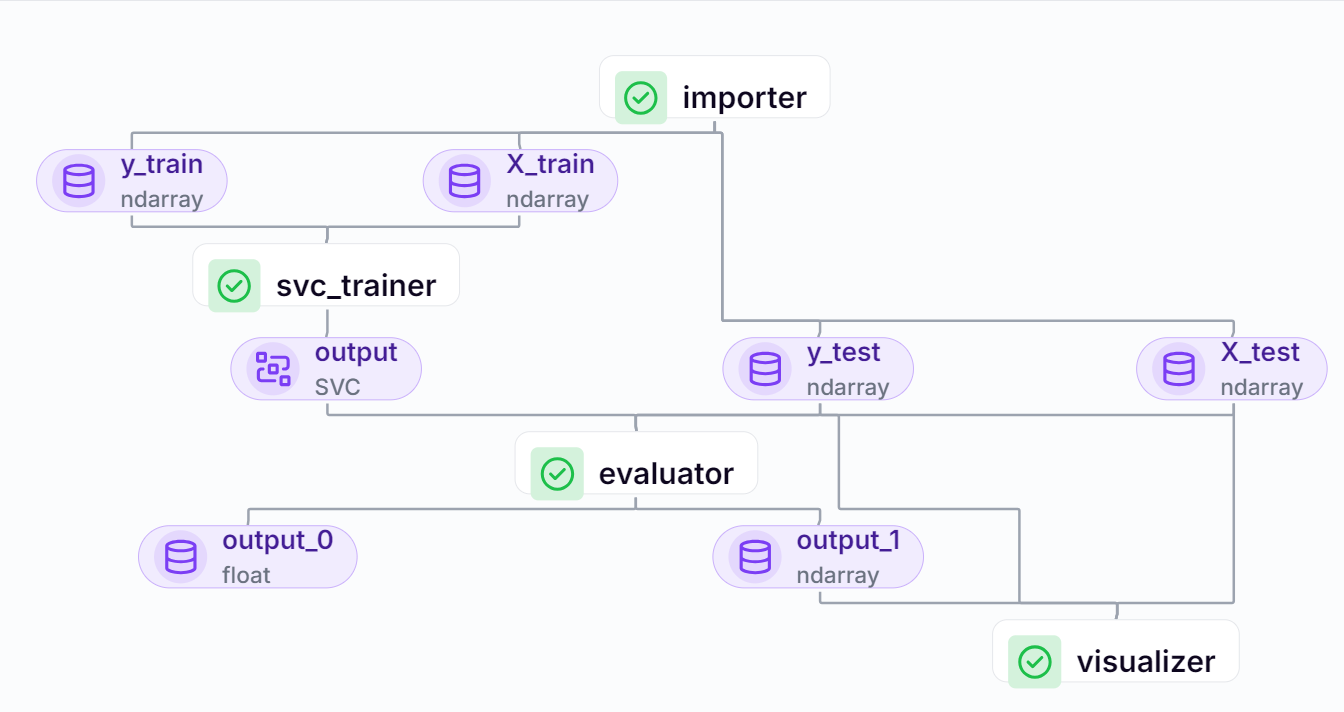 importer
y_train
ndarray
X_train
ndarray
svc_trainer
output
SVC
y_test
ndarray
X_test
ndarray
evaluator
output_0
float
output_1
ndarray
visualizer